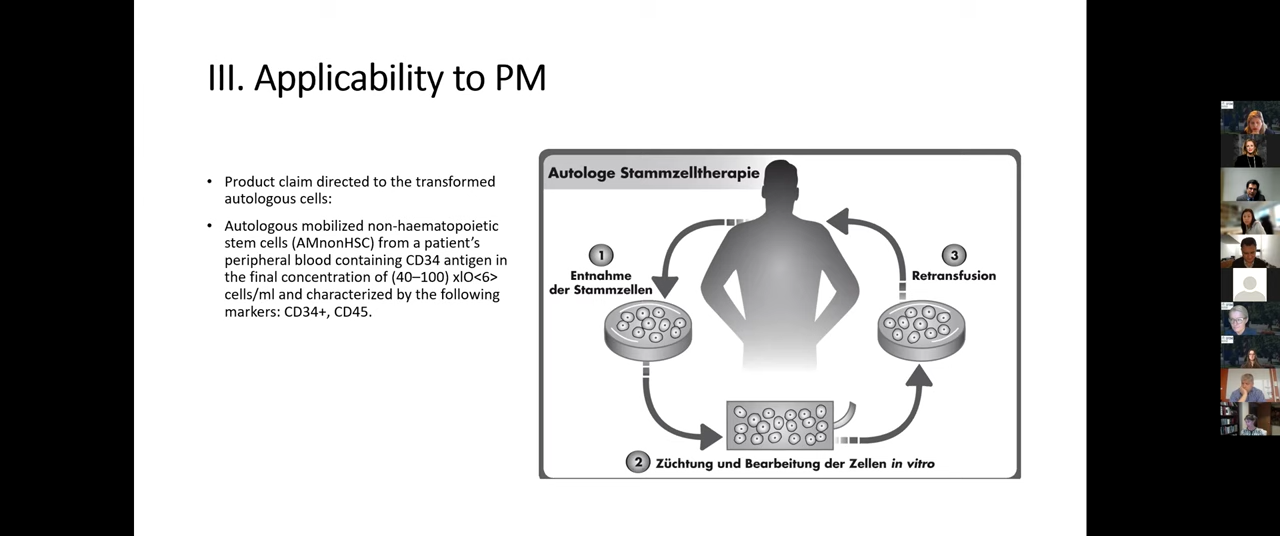 III. Applicability to PM
• Product claim directed to the transformed
autologous cells:
• Autologous mobilized non-haematopoietic
stem cells (AMnonHSC) from a patient's
peripheral blood containing CD34 antigen in
the final concentration of (40–100) xlO<6>
cells/ml and characterized by the following
markers: CD34+, CD45.
Autologe Stammzelltherapie
1
Entnahme
der Stammzellen
3
Retransfusion
2 Züchtung und Bearbeitung der Zellen in vitro